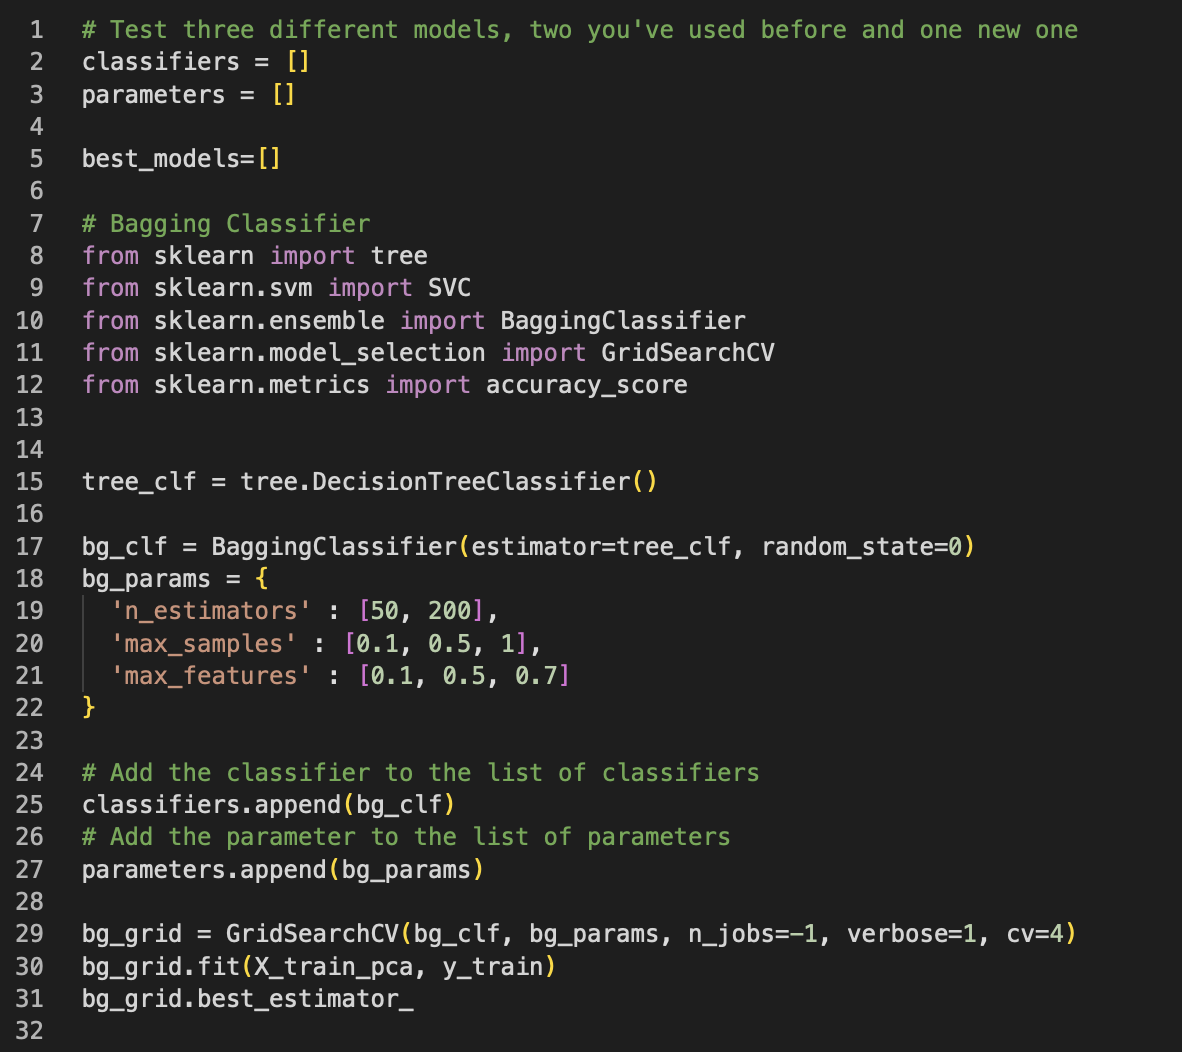 1 # Test three different models, two you've used before and one new one
2 classifiers = []
3 parameters = []
4
5 best_models=[]
6
7 # Bagging Classifier
8 from sklearn import tree
9 from sklearn.svm import SVC
10 from sklearn.ensemble import BaggingClassifier
11 from sklearn.model_selection import GridSearchCV
12 from sklearn.metrics import accuracy_score
13
14
15 tree_clf = tree.DecisionTreeClassifier()
16
17 bg_clf = BaggingClassifier(estimator=tree_clf, random_state=0)
18 bg_params = {
19   'n_estimators' : [50, 200],
20   'max_samples' : [0.1, 0.5, 1],
21   'max_features' : [0.1, 0.5, 0.7]
22 }
23
24 # Add the classifier to the list of classifiers
25 classifiers.append(bg_clf)
26 # Add the parameter to the list of parameters
27 parameters.append(bg_params)
28
29 bg_grid = GridSearchCV(bg_clf, bg_params, n_jobs=-1, verbose=1, cv=4)
30 bg_grid.fit(X_train_pca, y_train)
31 bg_grid.best_estimator_
32